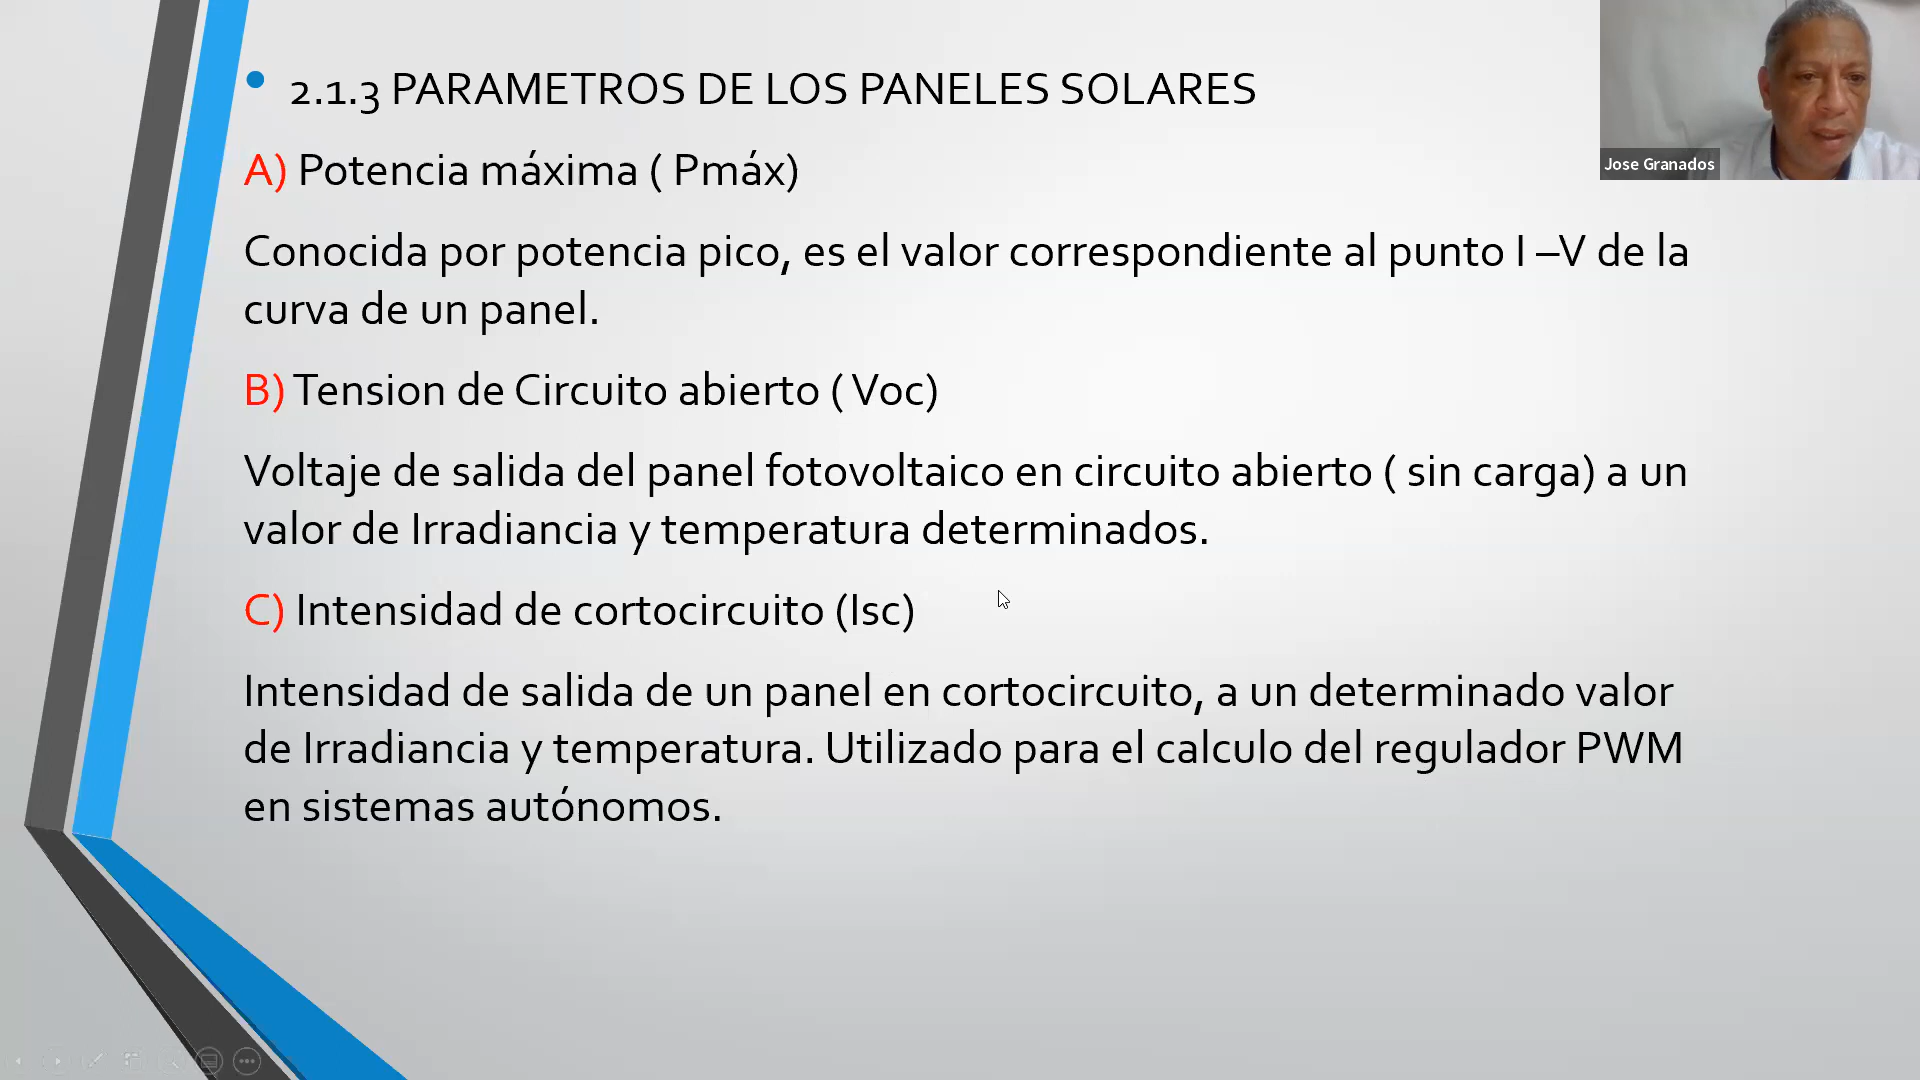 • 2.1.3 PARAMETROS DE LOS PANELES SOLARES
A) Potencia máxima ( Pmáx)
Conocida por potencia pico, es el valor correspondiente al punto I –V de la
curva de un panel.
B) Tension de Circuito abierto ( Voc)
Voltaje de salida del panel fotovoltaico en circuito abierto ( sin carga) a un
valor de Irradiancia y temperatura determinados.
C) Intensidad de cortocircuito (Isc)
Intensidad de salida de un panel en cortocircuito, a un determinado valor
de Irradiancia y temperatura. Utilizado para el calculo del regulador PWM
en sistemas autónomos.
Jose Granados